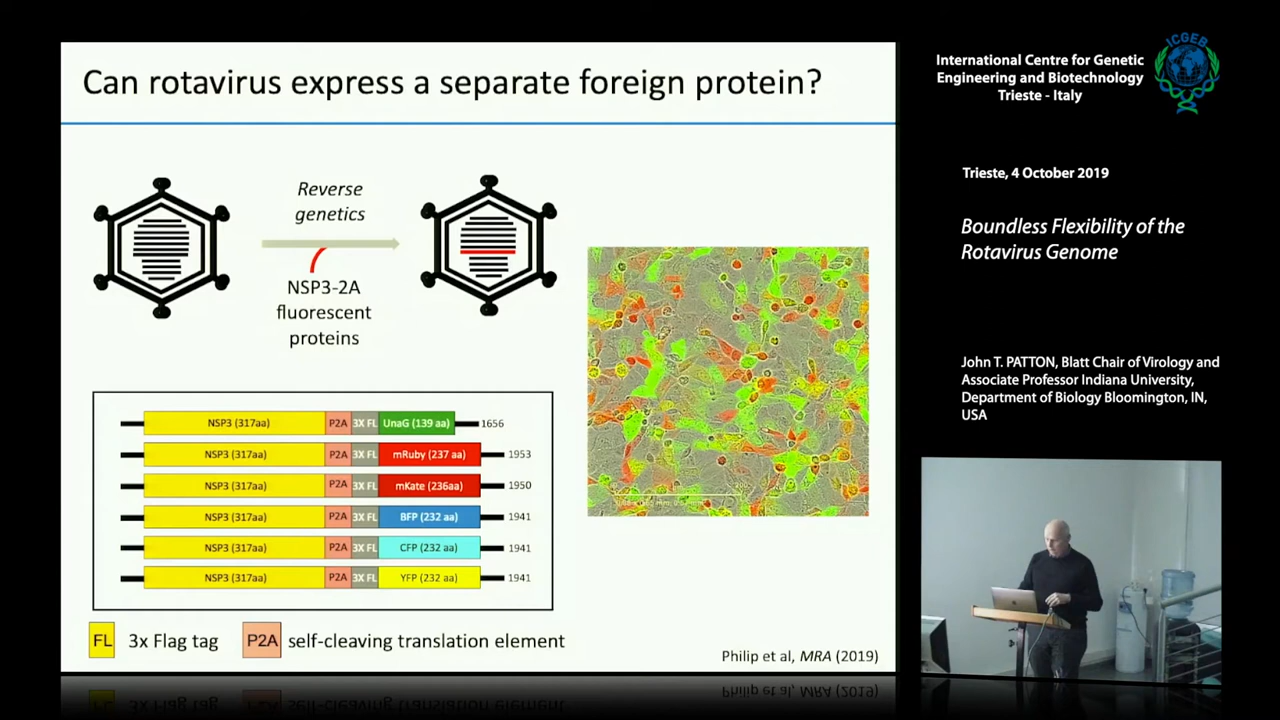 Can rotavirus express a separate foreign protein?
Reverse
genetics
NSP3-2A
fluorescent
proteins
NSP3 (317aa) P2A 3X FL UnaG (139 aa) 1656
NSP3 (317aa) P2A 3X FL mRuby (237 aa) 1953
NSP3 (317aa) P2A 3X FL mKate (236aa) 1950
NSP3 (317aa) P2A 3X FL BFP (232 aa) 1941
NSP3 (317aa) P2A 3X FL CFP (232 aa) 1941
NSP3 (317aa) P2A 3X FL YFP (232 aa) 1941
FL 3x Flag tag P2A self-cleaving translation element
Philip et al, MRA (2019)
International Centre for Genetic
Engineering and Biotechnology
Trieste - Italy
ICGEB
Trieste, 4 October 2019
Boundless Flexibility of the
Rotavirus Genome
John T. PATTON, Blatt Chair of Virology and
Associate Professor Indiana University,
Department of Biology Bloomington, IN,
USA